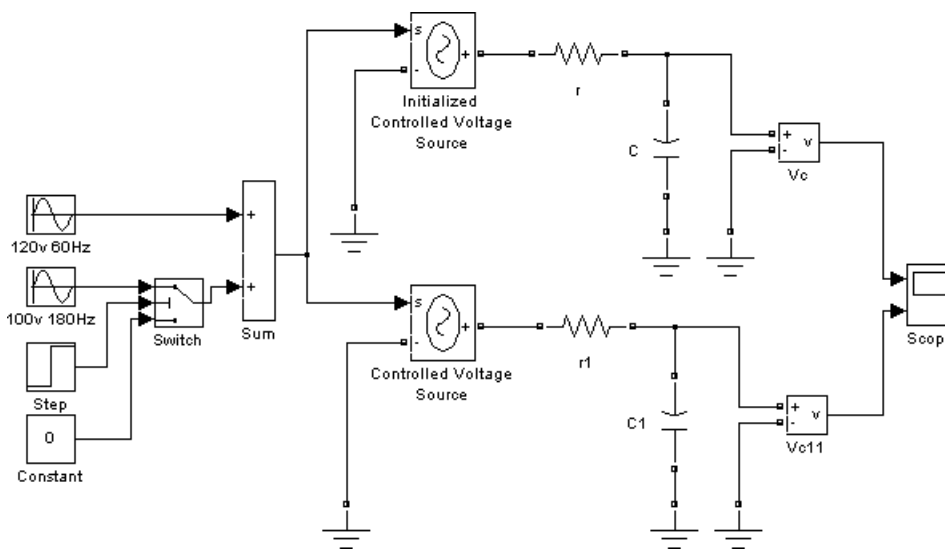 s
+
-
Initialized
Controlled Voltage
Source
r
C
+
-
v
Vc
120v 60Hz
+
100v 180Hz
+
Switch
Sum
Step
0
Constant
s
+
-
Controlled Voltage
Source
r1
C1
+
-
v
Vc11
Scop